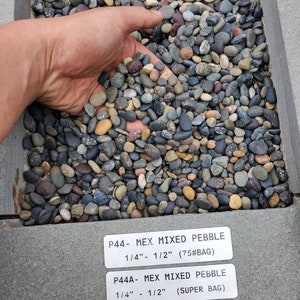 P44- MEX MIXED PEBBLE
1/4"- 1/2" (75#BAG)
P44A- MEX MIXED PEBBLE
1/4" - 1/2" (SUPER BAG)